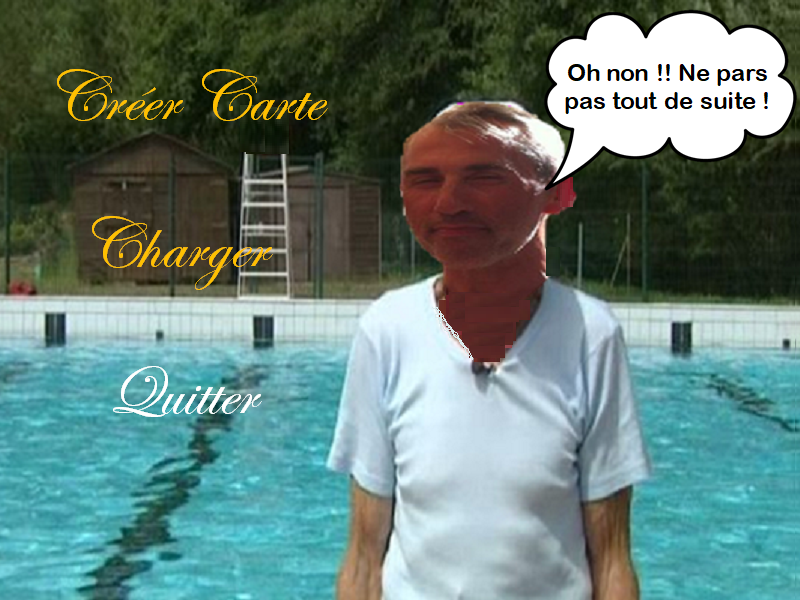 Oh non !! Ne pars
pas tout de suite !
Créer Carte
Charger
Quitter